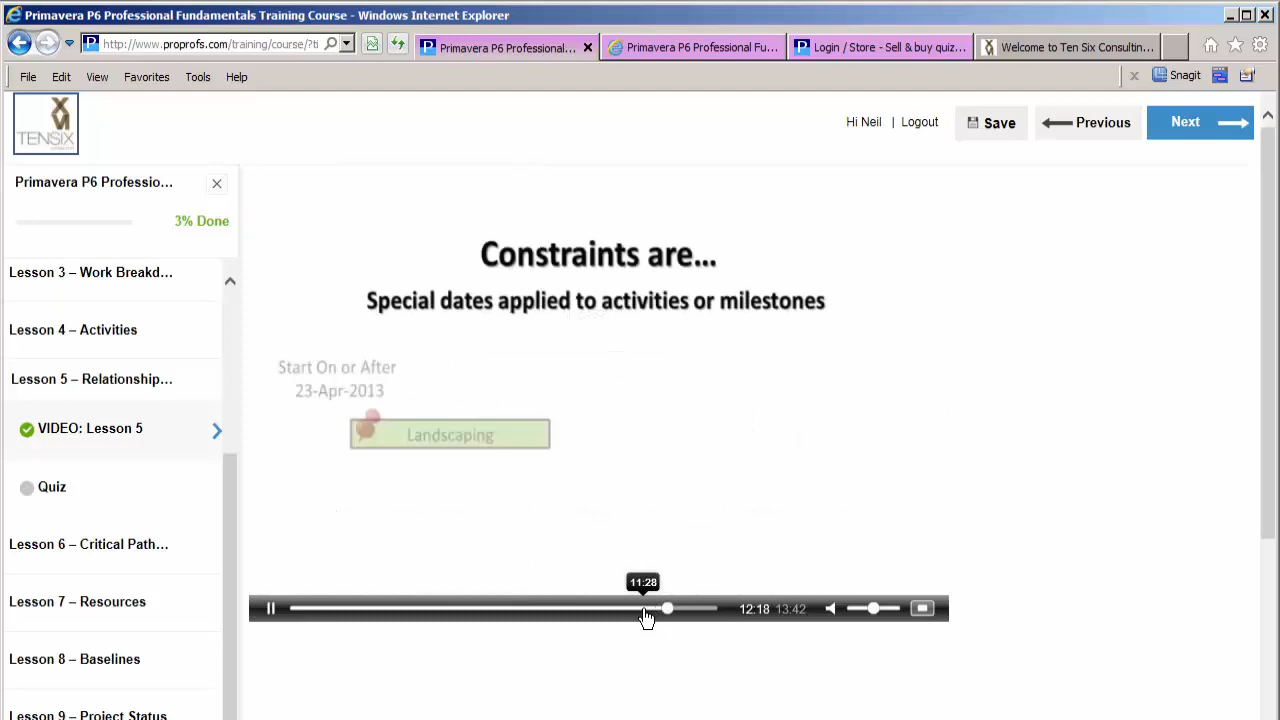 Primavera P6 Professional Fundamentals Training Course - Windows Internet Explorer
http://www.proprofs.com/training/course/?ti
Primavera P6 Professional...
Primavera P6 Professional Fu...
Login / Store - Sell & buy quiz...
Welcome to Ten Six Consultin...
File Edit View Favorites Tools Help
Snagit
TENSIX
Hi Neil | Logout
Save
Previous
Next
Primavera P6 Professio...
3% Done
Lesson 3 – Work Breakd...
Lesson 4 – Activities
Lesson 5 – Relationship...
VIDEO: Lesson 5
Quiz
Lesson 6 – Critical Path...
Lesson 7 – Resources
Lesson 8 – Baselines
Lesson 9 – Project Status
Constraints are...
Special dates applied to activities or milestones
Start On or After
23-Apr-2013
Landscaping
11:28
12:18 13:42